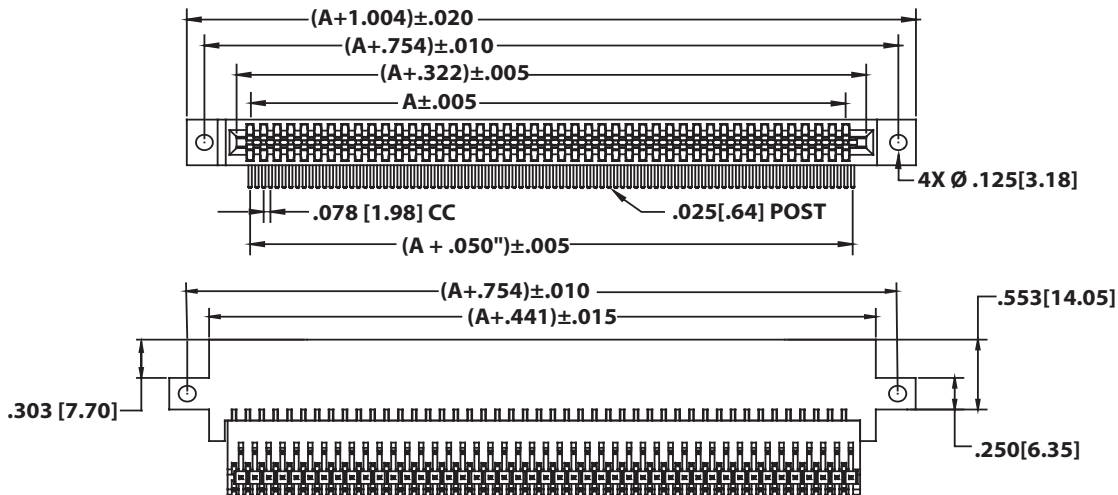 (A+1.004)±.020
(A+.754)±.010
(A+.322)±.005
A±.005
4X Ø .125[3.18]
.078 [1.98] CC
.025[.64] POST
(A + .050")±.005
(A+.754)±.010
.553[14.05]
(A+.441)±.015
.303 [7.70]
.250[6.35]